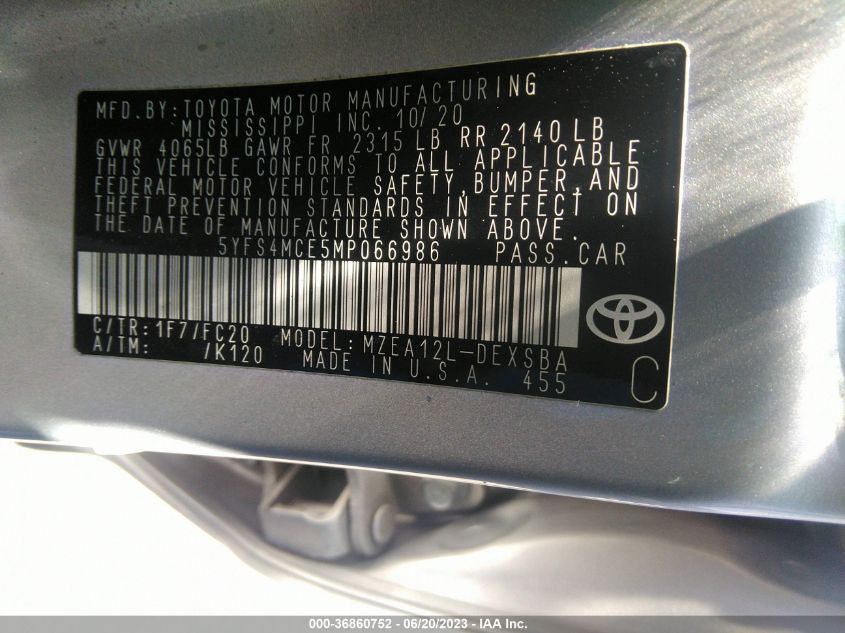 MFD.BY:TOYOTA MOTOR MANUFACTURING
MISSISSIPPI INC. 10/20
GVWR 4065LB GAWR FR 2315 LB RR 2140 LB
THIS VEHICLE CONFORMS TO ALL APPLICABLE
FEDERAL MOTOR VEHICLE SAFETY,BUMPER,AND
THEFT PREVENTION STANDARDS IN EFFECT ON
THE DATE OF MANUFACTURE SHOWN ABOVE.
5YFS4MCE5MP066986 PASS.CAR
C/TR:1F7/FC20 MODEL:MZEA12L-DEXSBA
A/TM: /K120 MADE IN U.S.A. 455
C
000-36860752 - 06/20/2023 - IAA Inc.